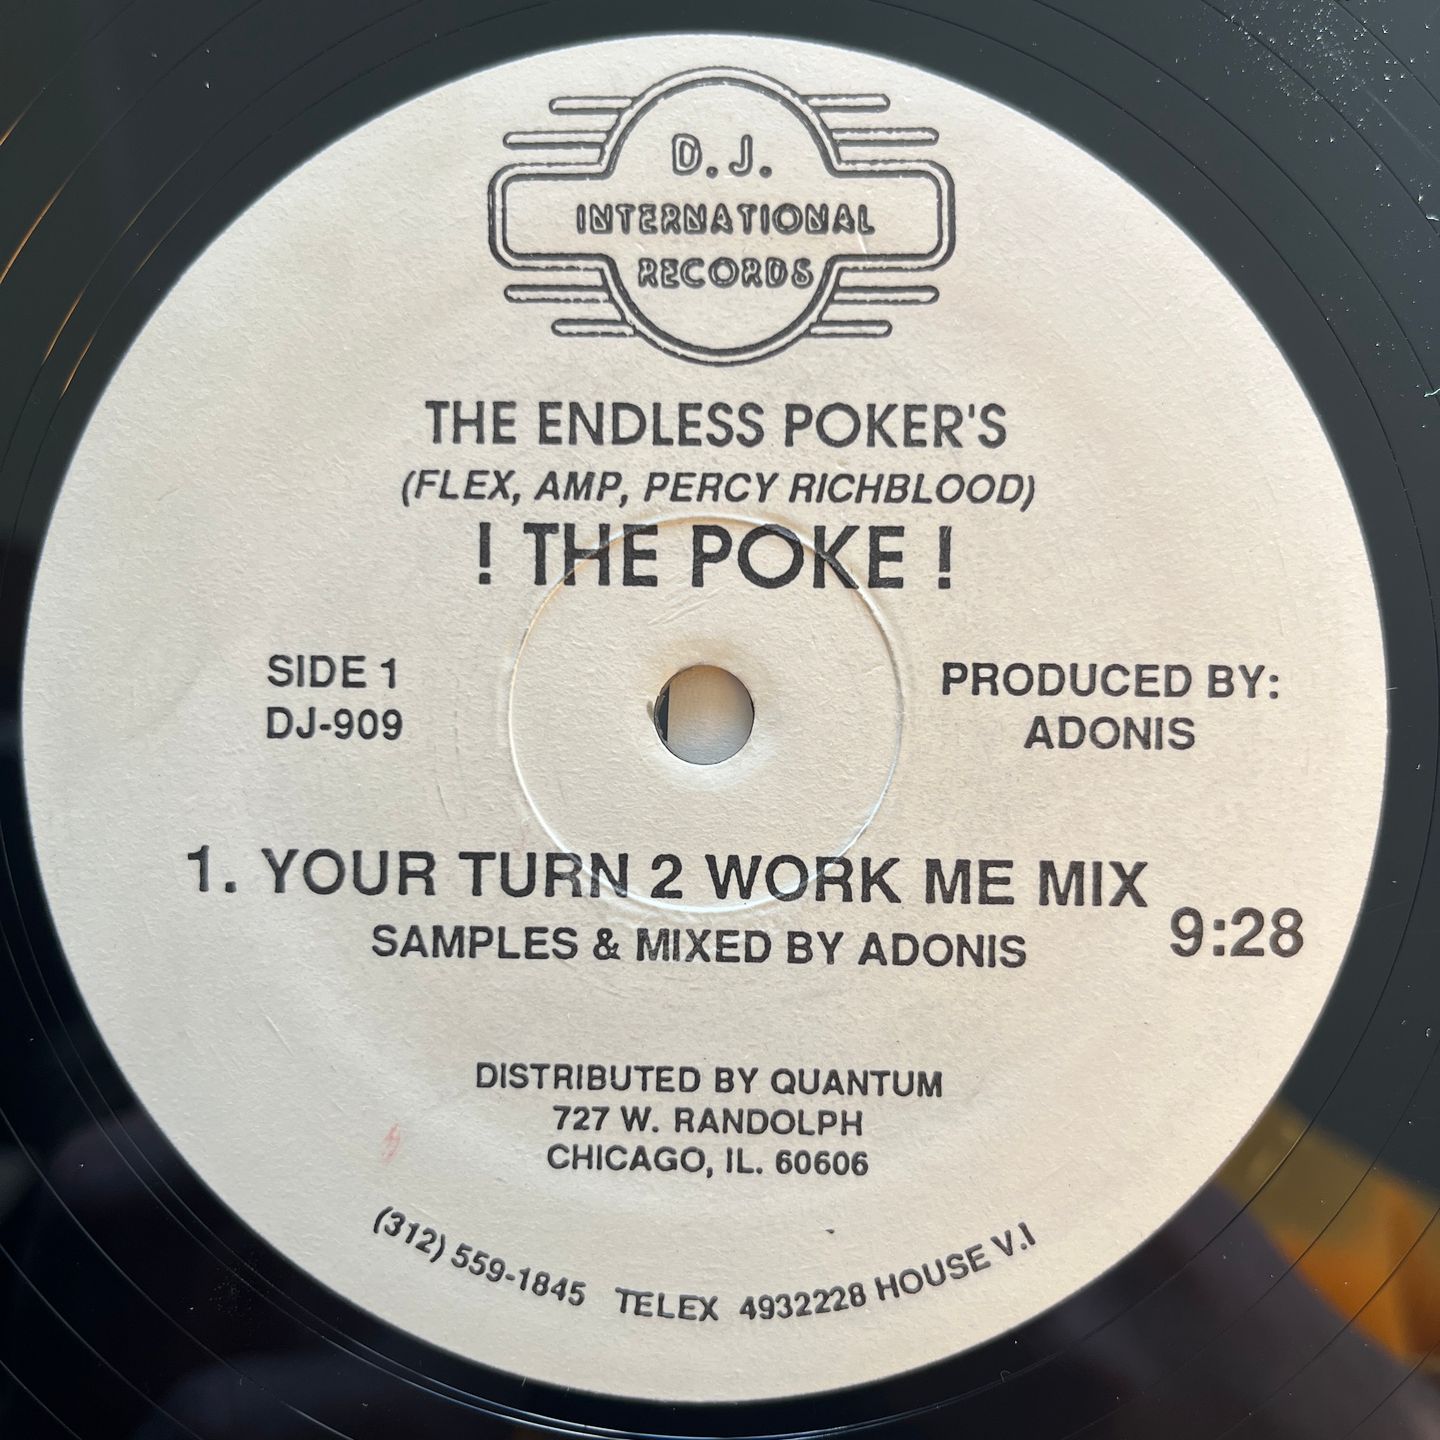 D.J.
INTERNATIONAL
RECORDS
THE ENDLESS POKER'S
(FLEX, AMP, PERCY RICHBLOOD)
! THE POKE !
SIDE 1
DJ-909
PRODUCED BY:
ADONIS
1. YOUR TURN 2 WORK ME MIX
9:28
SAMPLES & MIXED BY ADONIS
DISTRIBUTED BY QUANTUM
727 W. RANDOLPH
CHICAGO, IL. 60606
(312) 559-1845 TELEX 4932228 HOUSE V.I